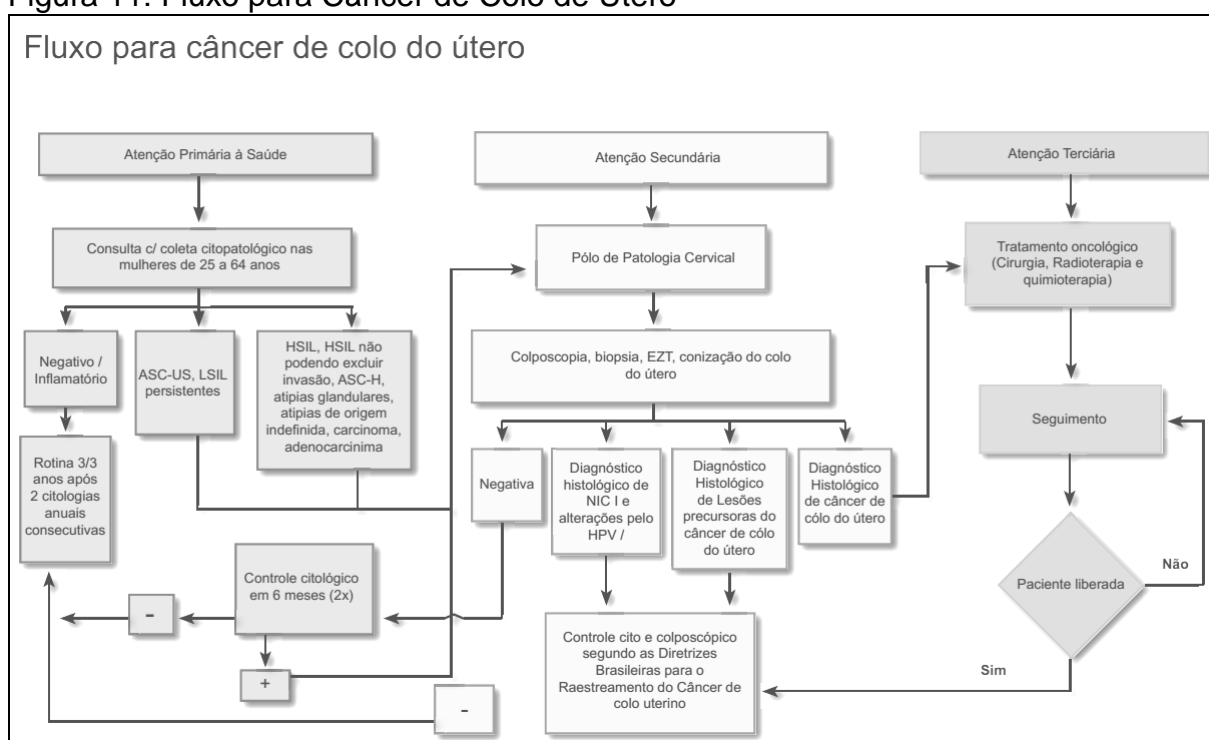 Figura 11. Fluxo para Câncer de Colo de Útero
Fluxo para câncer de colo do útero
Atenção Primária à Saúde
Consulta c/ coleta citopatológico nas
mulheres de 25 a 64 anos
Negativo /
Inflamatório
ASC-US, LSIL
persistentes
HSIL, HSIL não
podendo excluir
invasão, ASC-H,
atipias glandulares,
atipias de origem
indefinida, carcinoma,
adenocarcinima
Rotina 3/3
anos após
2 citologias
anuais
consecutivas
Controle citológico
em 6 meses (2x)
-
+
-
Atenção Secundária
Pólo de Patologia Cervical
Colposcopia, biopsia, EZT, conização do colo
do útero
Negativa
Diagnóstico
histológico de
NIC I e
alterações pelo
HPV /
Diagnóstico
Histológico
de Lesões
precursoras do
câncer de cólo
do útero
Diagnóstico
Histológico
de câncer de
cólo do útero
Controle cito e colposcópico
segundo as Diretrizes
Brasileiras para o
Raestreamento do Câncer de
colo uterino
Atenção Terciária
Tratamento oncológico
(Cirurgia, Radioterapia e
quimioterapia)
Seguimento
Paciente liberada
Não
Sim